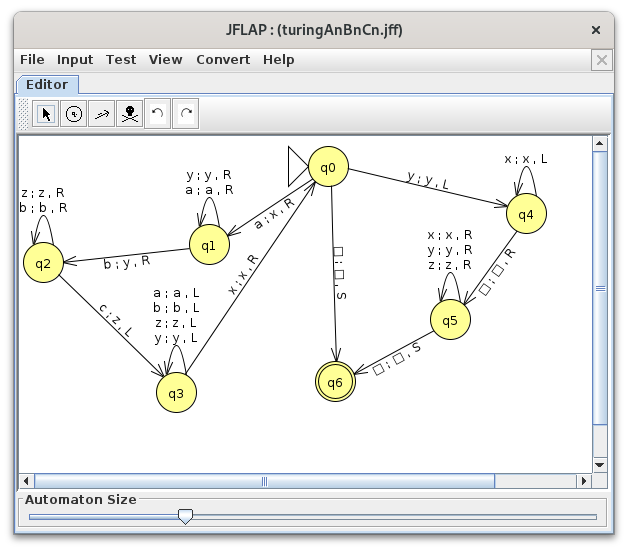 JFLAP : (turingAnBnCn.jff)
File Input Test View Convert Help
Editor
q0
x ; x , L
y ; y , L
q4
y ; y , R
a ; a , R
a ; x , R
z ; z , R
b ; b , R
q1
b ; y , R
q2
x ; x , R
y ; y , R
z ; z , R
□ ; □ , R
□ ; □ , S
x ; x , R
a ; a , L
b ; b , L
z ; z , L
y ; y , L
c ; z , L
q5
□ ; □ , S
q6
q3
Automaton Size